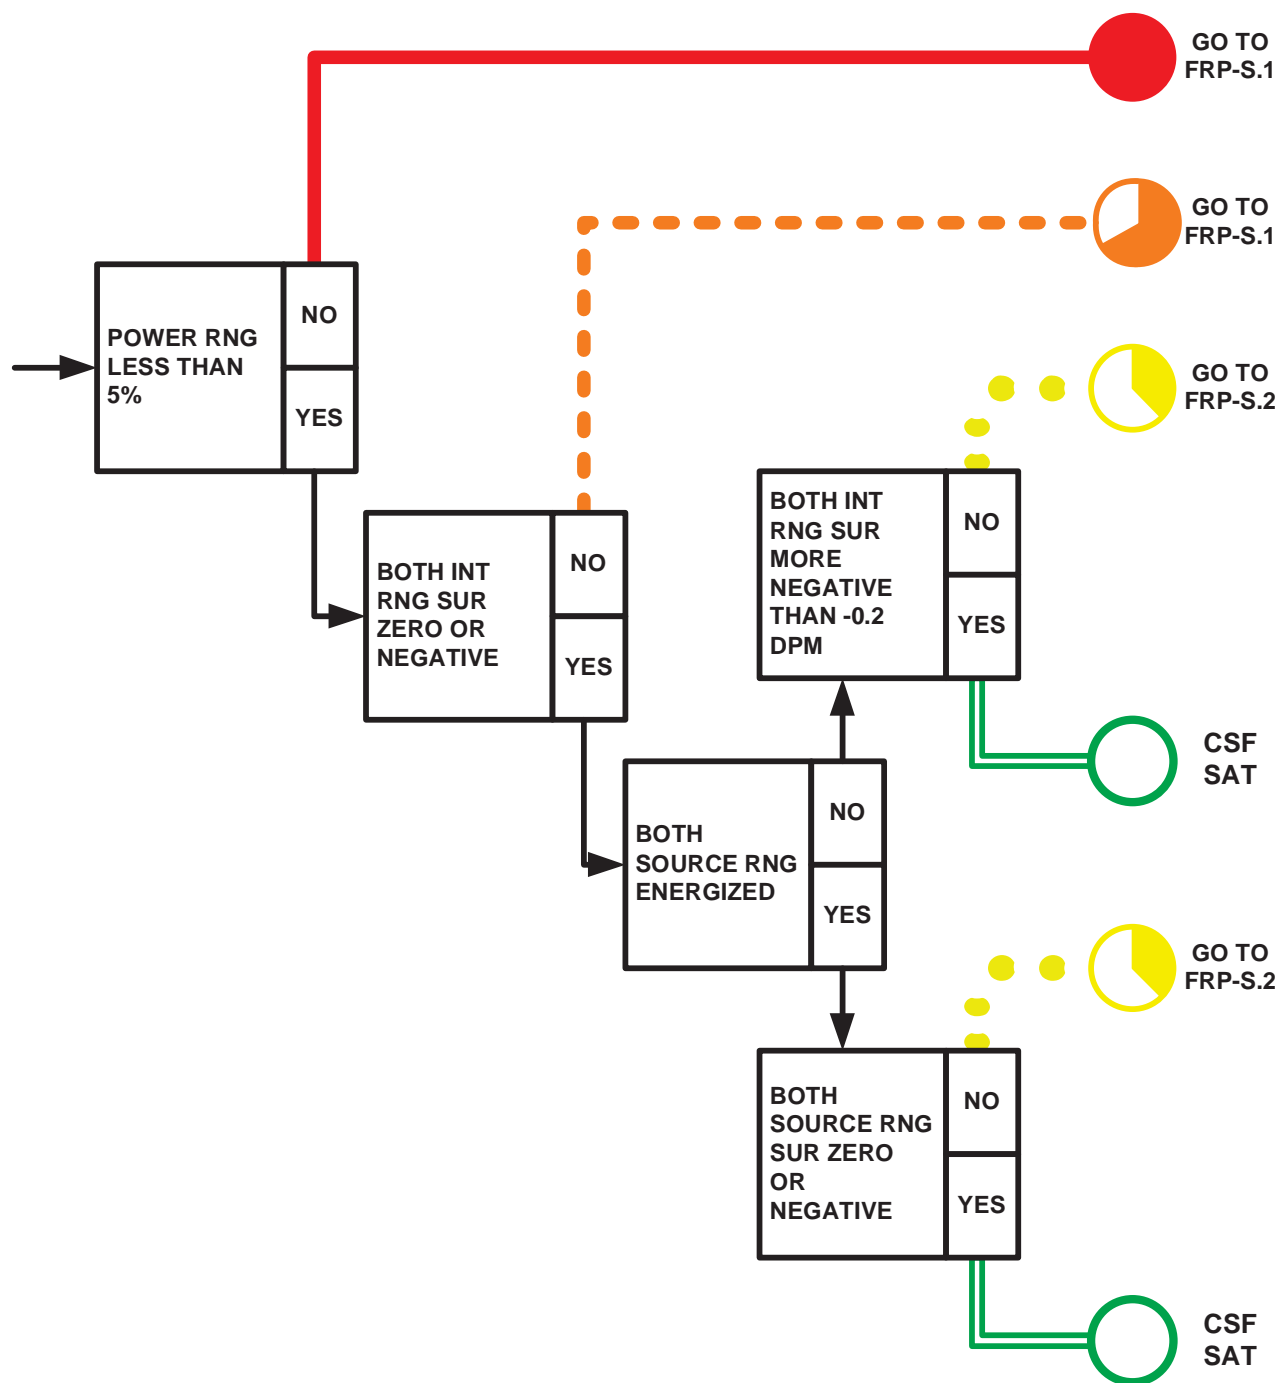 GO TO
FRP-S.1
GO TO
FRP-S.1
POWER RNG
LESS THAN
5%
NO
YES
GO TO
FRP-S.2
BOTH INT
RNG SUR
MORE
NEGATIVE
THAN -0.2
DPM
NO
YES
BOTH INT
RNG SUR
ZERO OR
NEGATIVE
NO
YES
CSF
SAT
BOTH
SOURCE RNG
ENERGIZED
NO
YES
GO TO
FRP-S.2
BOTH
SOURCE RNG
SUR ZERO
OR
NEGATIVE
NO
YES
CSF
SAT